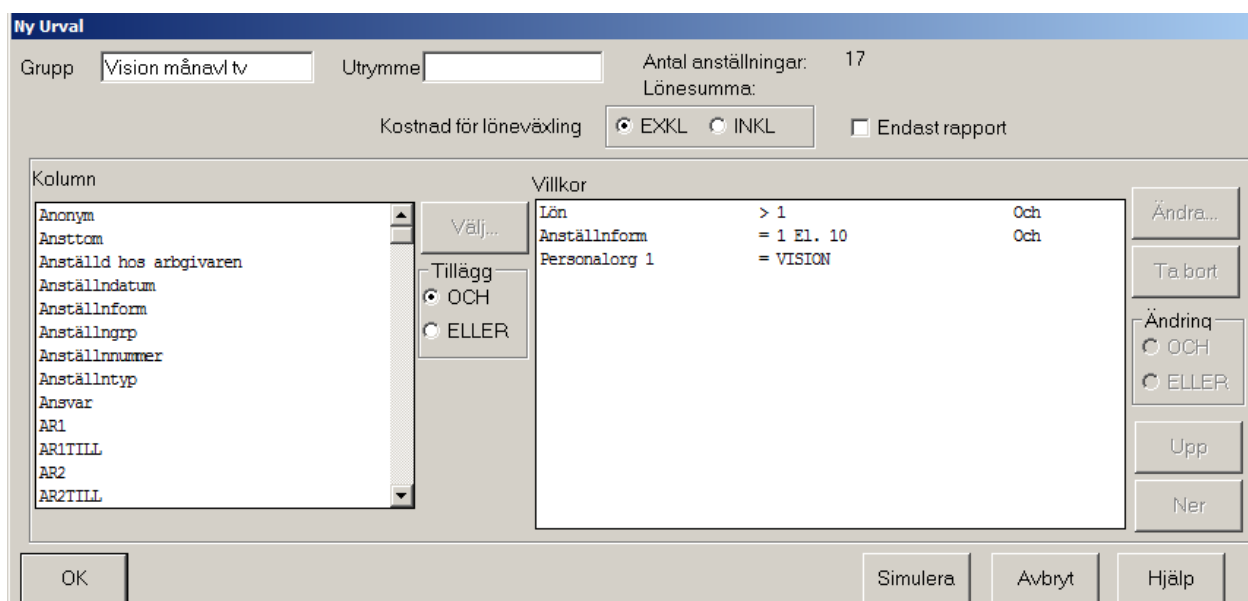 Ny Urval
Grupp Vision månavl tv Utrymme Antal anställningar: 17
Lönesumma:
Kostnad för löneväxling EXKL INKL Endast rapport
Kolumn
Anonym
Ansttom
Anställd hos arbgivaren
Anställndatum
Anställnform
Anställngrp
Anställnnummer
Anställntyp
Ansvar
AR1
AR1TILL
AR2
AR2TILL
Välj...
Tillägg
OCH
ELLER
Villkor
Lön > 1 Och
Anställnform = 1 El. 10 Och
Personalorg 1 = VISION
Ändra...
Ta bort
Ändring
OCH
ELLER
Upp
Ner
OK Simulera Avbryt Hjälp